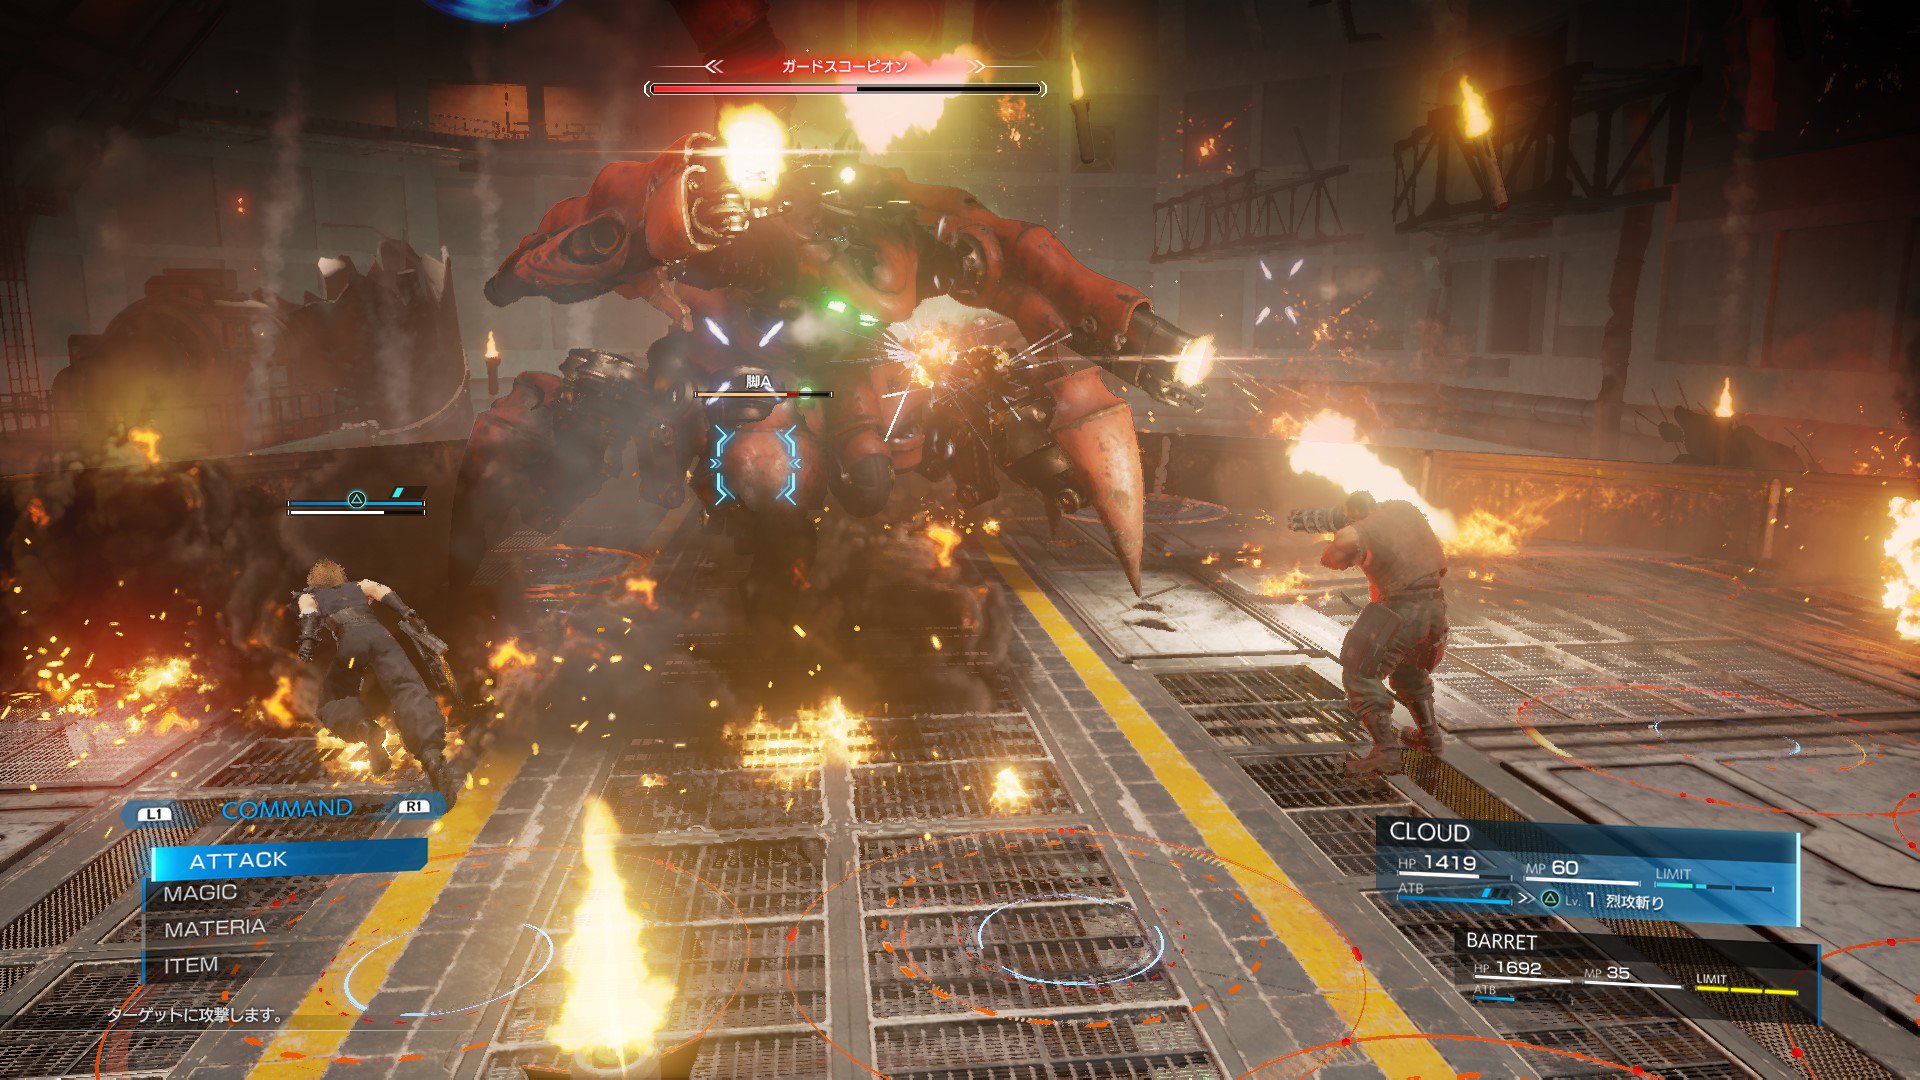 ガードスコーピオン
脚A
L1 COMMAND R1
ATTACK
MAGIC
MATERIA
ITEM
ターゲットに攻撃します。
CLOUD
HP 1419 MP 60 LIMIT
ATB Lv. 1 烈攻斬り
BARRET
HP 1692 MP 35 LIMIT
ATB